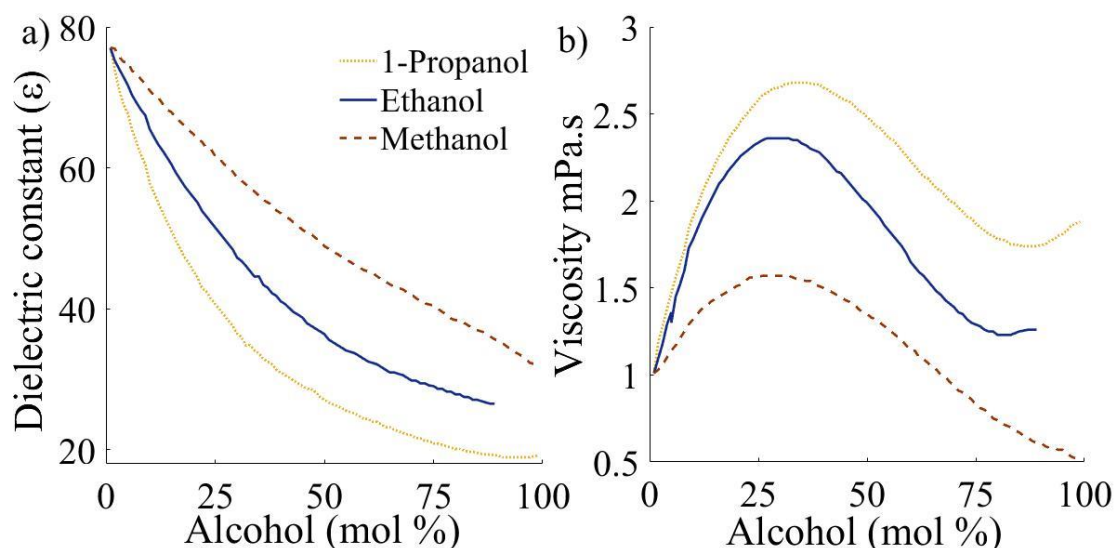 a)
Dielectric constant (ε)
80
60
40
20
1-Propanol
Ethanol
Methanol
0
25
50
75
100
Alcohol (mol %)
b)
Viscosity mPa.s
3
2.5
2
1.5
1
0.5
0
25
50
75
100
Alcohol (mol %)